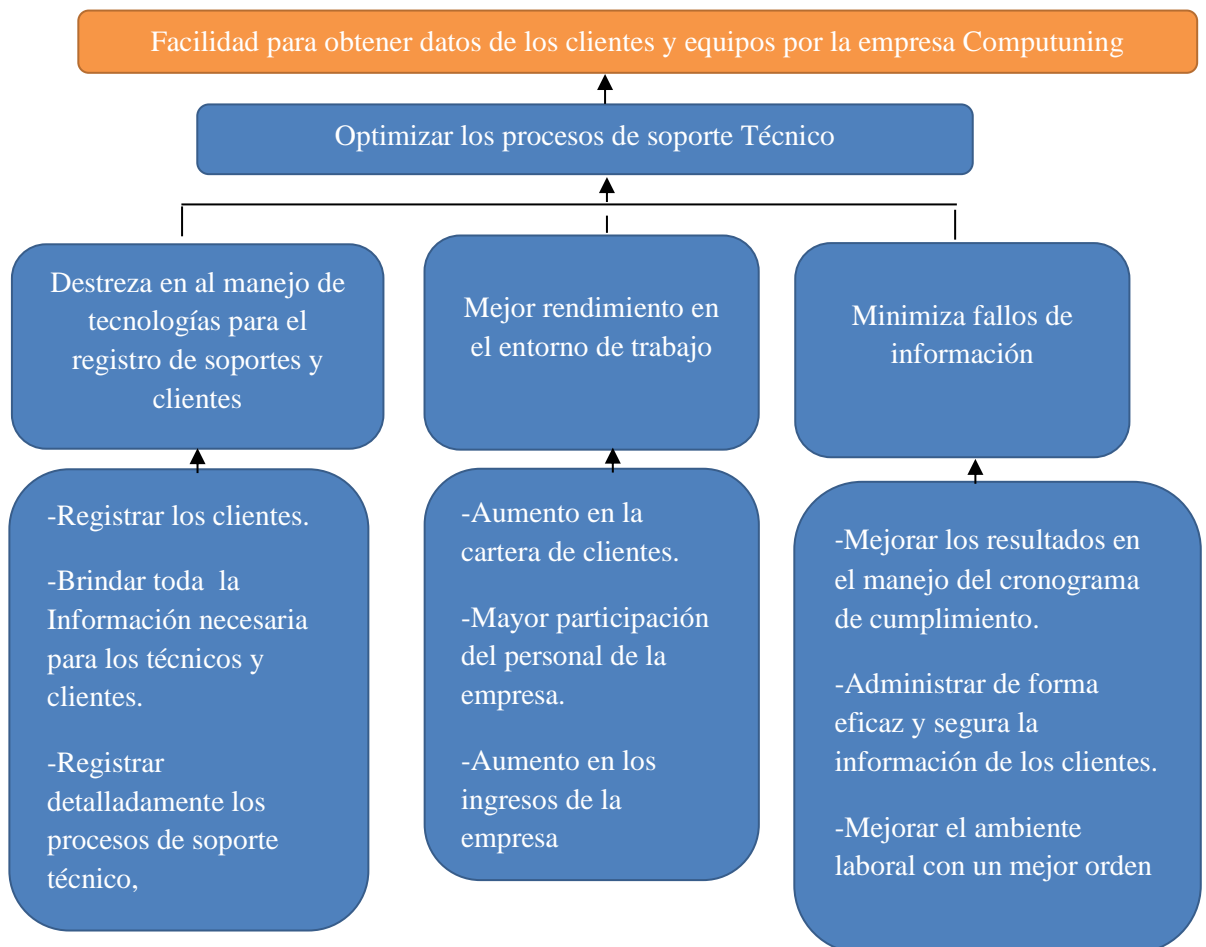 Facilidad para obtener datos de los clientes y equipos por la empresa Computuning
Optimizar los procesos de soporte Técnico
Destreza en al manejo de
tecnologías para el
registro de soportes y
clientes
Mejor rendimiento en
el entorno de trabajo
Minimiza fallos de
información
-Registrar los clientes.
-Brindar toda  la
Información necesaria
para los técnicos y
clientes.
-Registrar
detalladamente los
procesos de soporte
técnico,
-Aumento en la
cartera de clientes.
-Mayor participación
del personal de la
empresa.
-Aumento en los
ingresos de la
empresa
-Mejorar los resultados en
el manejo del cronograma
de cumplimiento.
-Administrar de forma
eficaz y segura la
información de los clientes.
-Mejorar el ambiente
laboral con un mejor orden